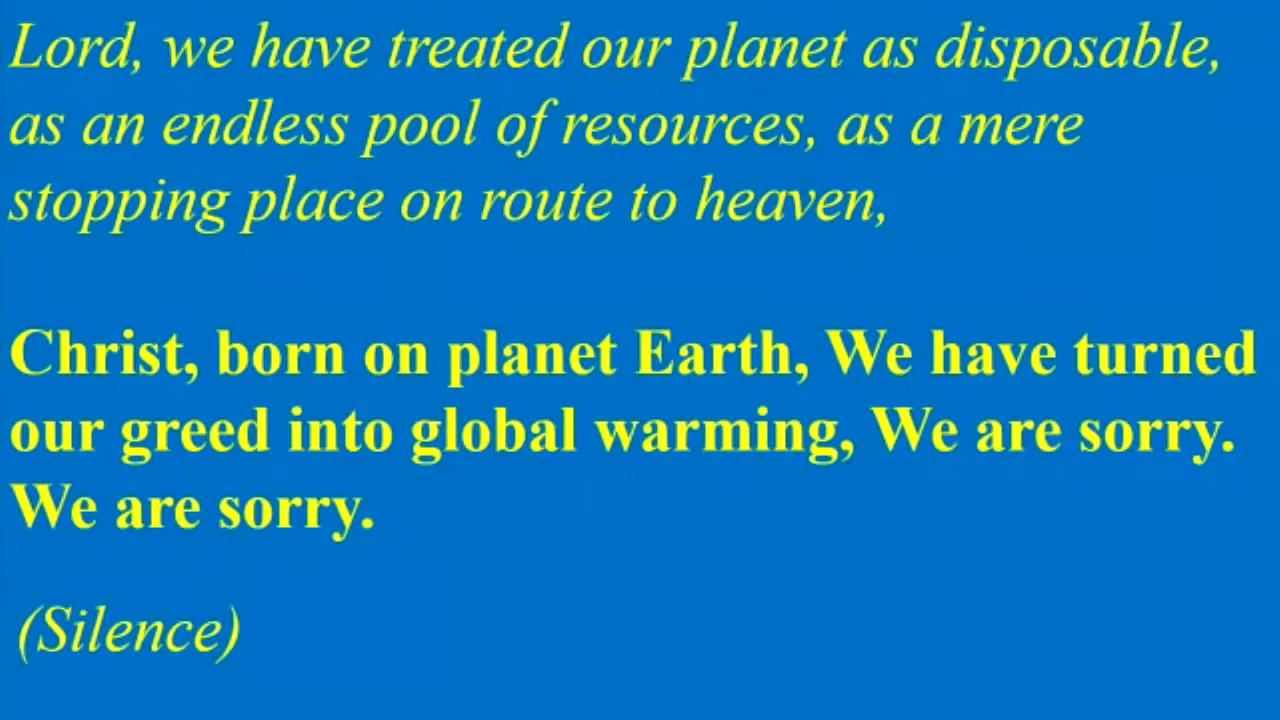 Lord, we have treated our planet as disposable,
as an endless pool of resources, as a mere
stopping place on route to heaven,
Christ, born on planet Earth, We have turned
our greed into global warming, We are sorry.
We are sorry.
(Silence)